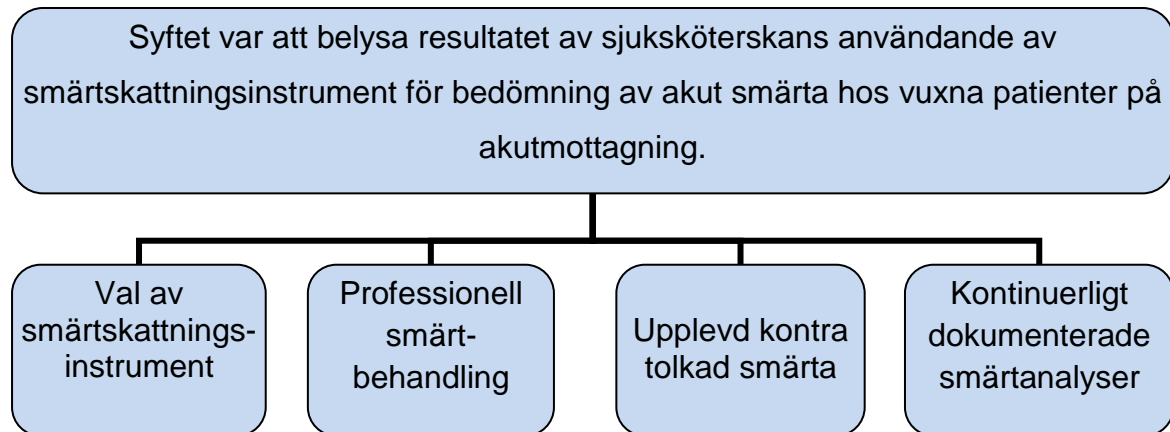 Syftet var att belysa resultatet av sjuksköterskans användande av
smärtskattningsinstrument för bedömning av akut smärta hos vuxna patienter på
akutmottagning.
Val av
smärtskattnings-
instrument
Professionell
smärt-
behandling
Upplevd kontra
tolkad smärta
Kontinuerligt
dokumenterade
smärtanalyser